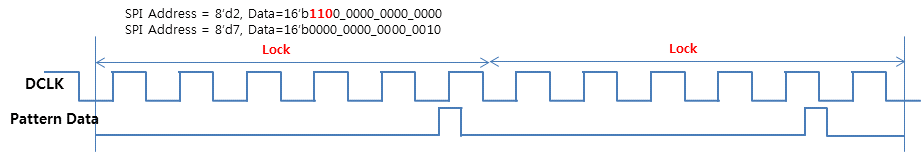 SPI Address = 8'd2, Data=16'b1100_0000_0000_0000
SPI Address = 8'd7, Data=16'b0000_0000_0000_0010
Lock Lock
DCLK
Pattern Data